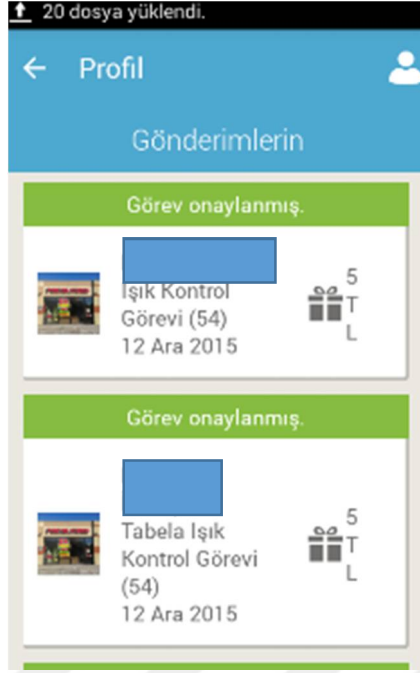 20 dosya yüklendi.
Profil
Gönderimlerin
Görev onaylanmış.
Işık Kontrol
Görevi (54)
12 Ara 2015
5
T
L
Görev onaylanmış.
Tabela Işık
Kontrol Görevi
(54)
12 Ara 2015
5
T
L